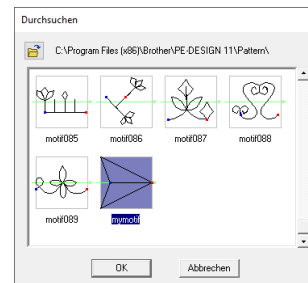 Durchsuchen
C:\Program Files (x86)\Brother\PE-DESIGN 11\Pattern\
motif085 motif086 motif087 motif088
motif089 mymotif
OK Abbrechen